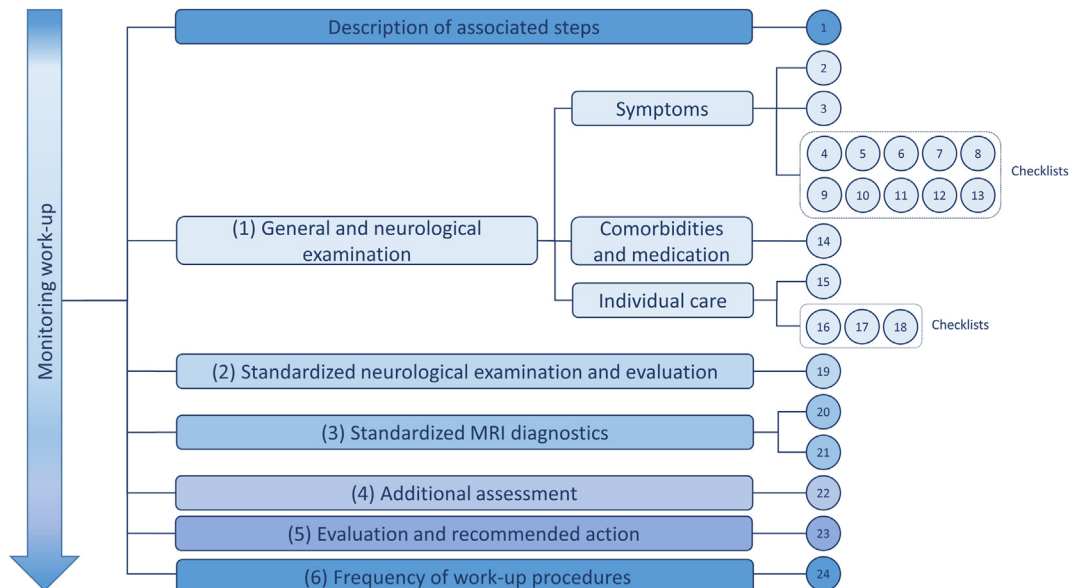 Monitoring work-up
Description of associated steps
1
2
Symptoms
3
4 5 6 7 8
Checklists
9 10 11 12 13
(1) General and neurological
examination
Comorbidities
and medication
14
15
Individual care
16 17 18
Checklists
(2) Standardized neurological examination and evaluation
19
20
(3) Standardized MRI diagnostics
21
(4) Additional assessment
22
(5) Evaluation and recommended action
23
(6) Frequency of work-up procedures
24